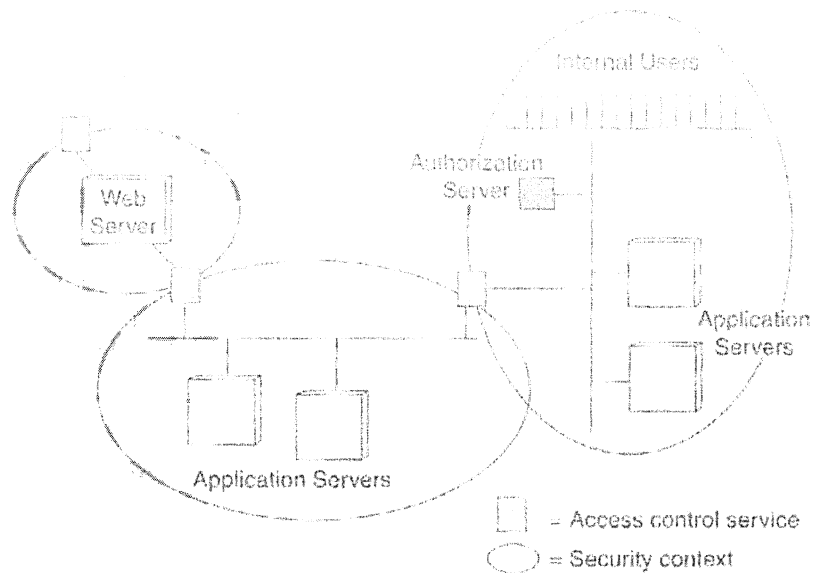 Internal Users
Authorization
Server
Web
Server
Application
Servers
Application Servers
= Access control service
= Security context